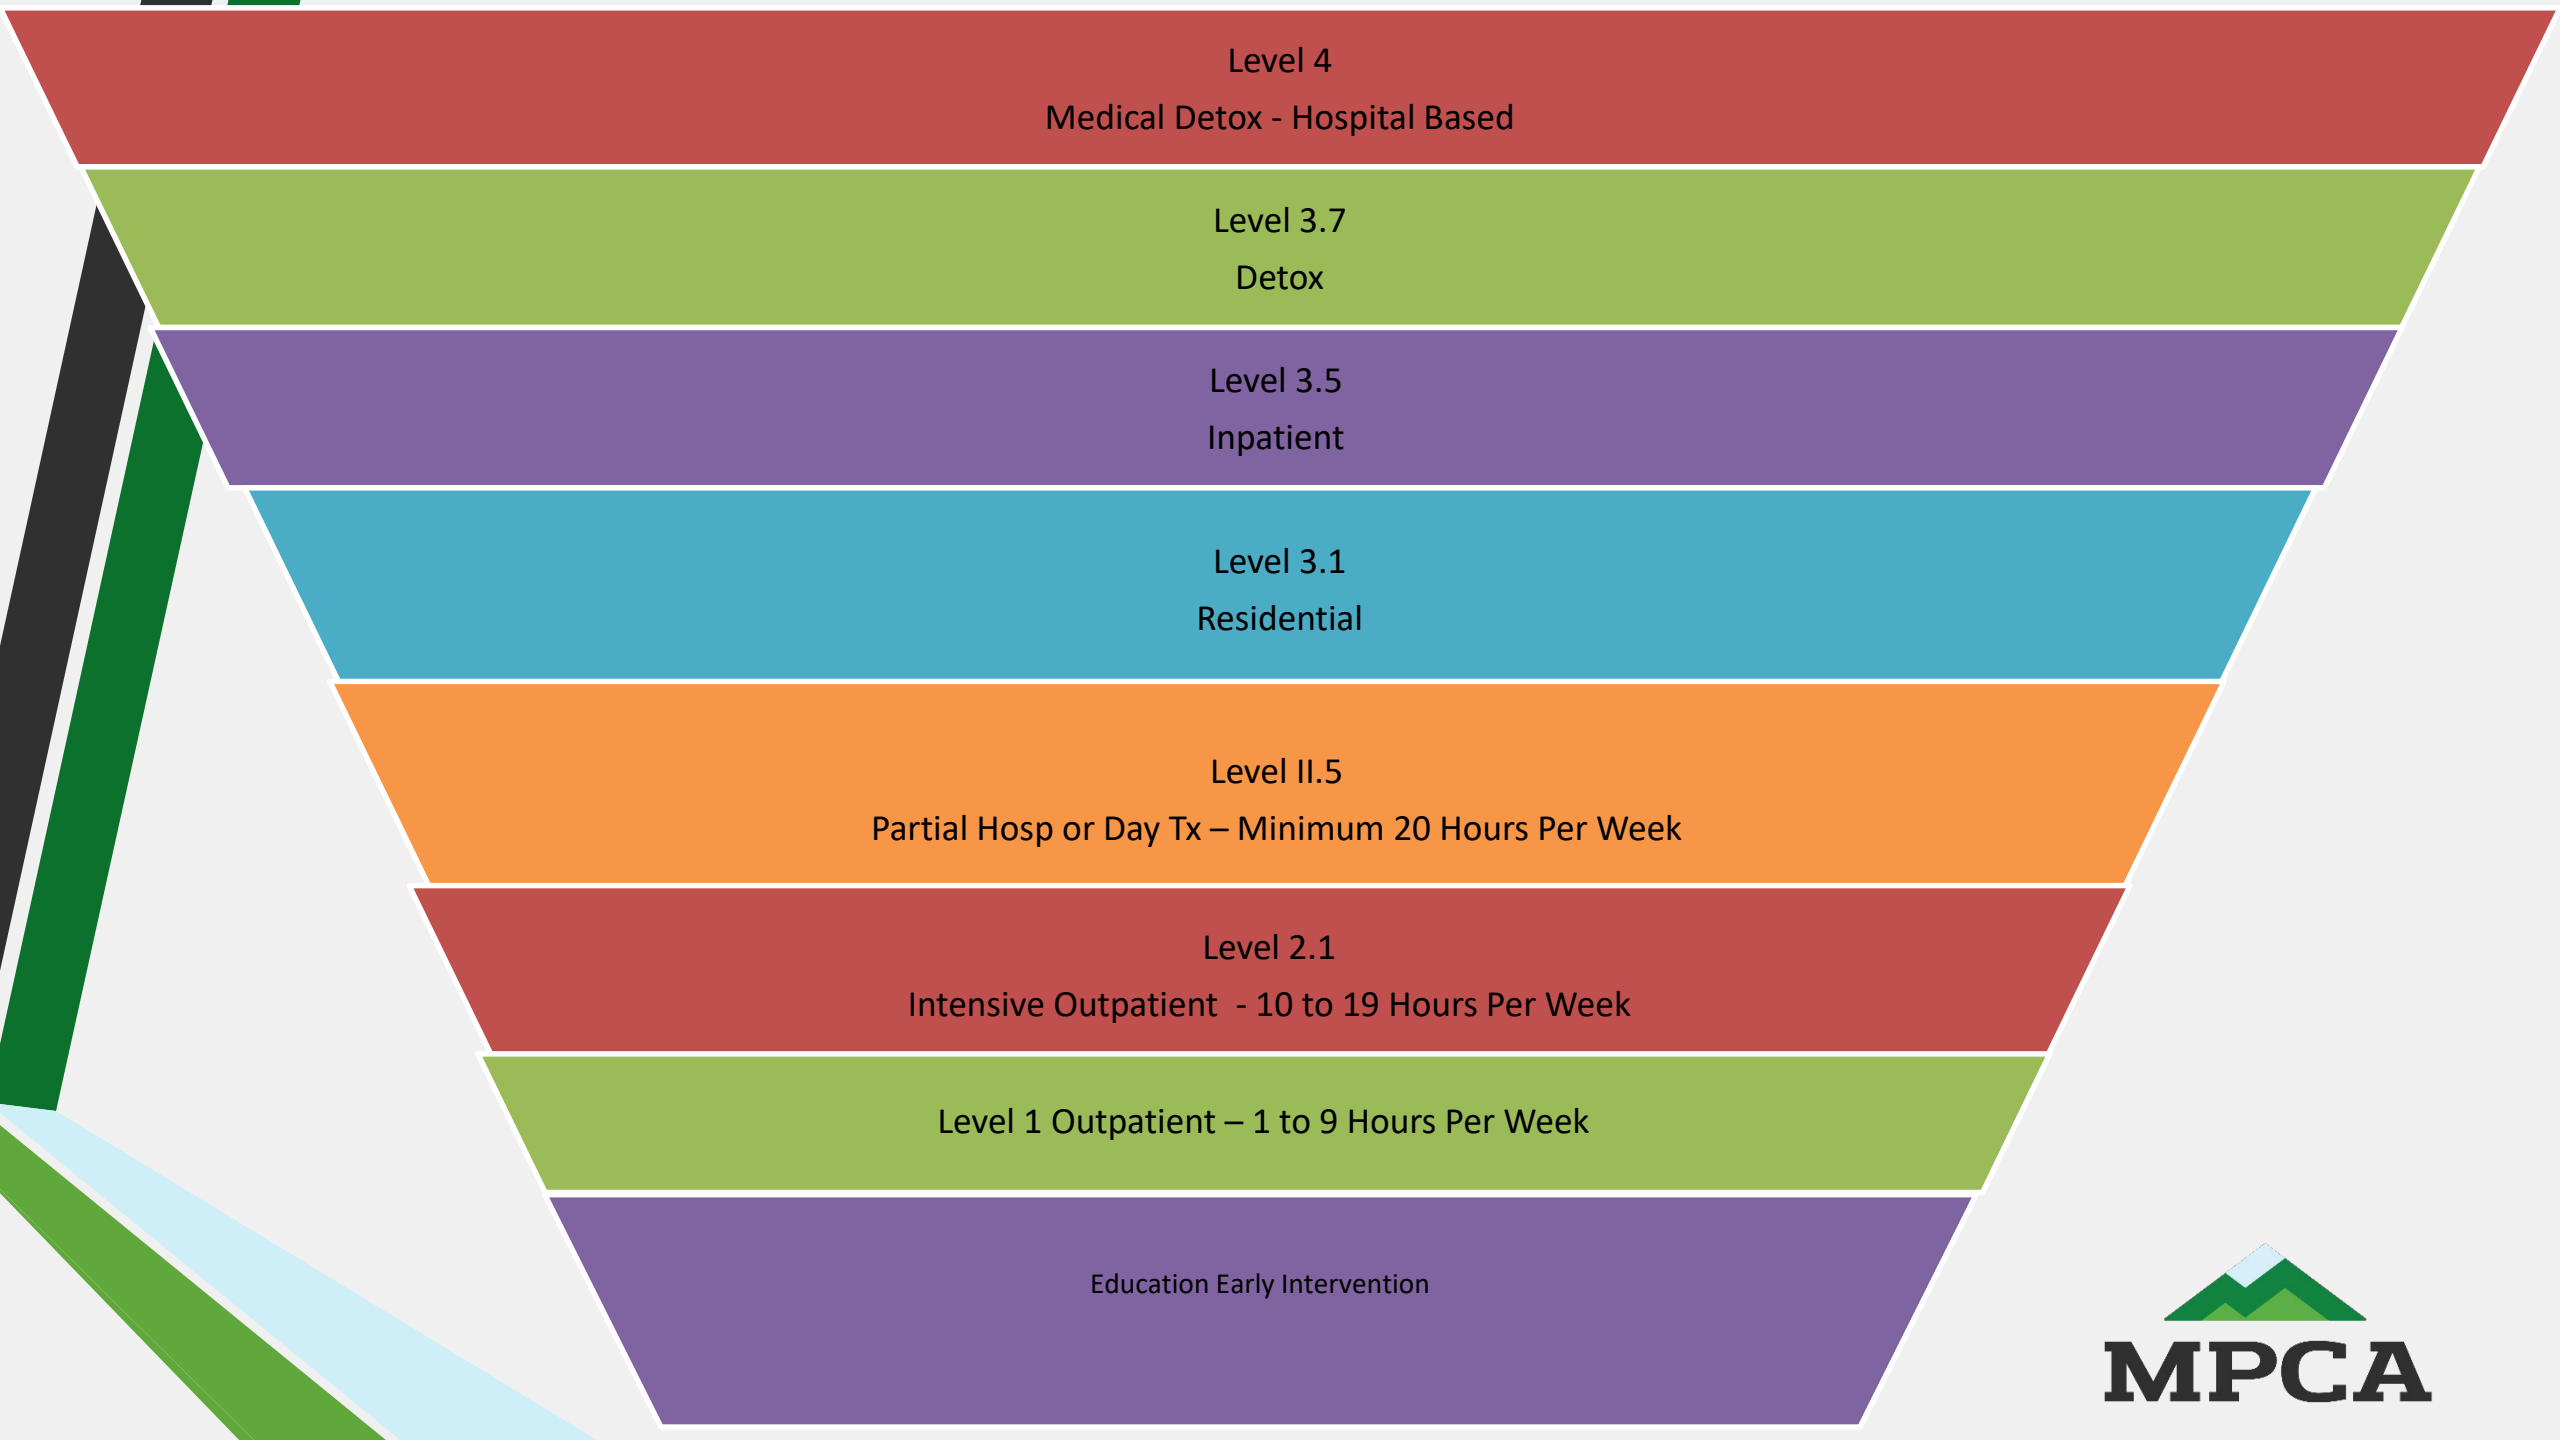 Level 4
Medical Detox - Hospital Based
Level 3.7
Detox
Level 3.5
Inpatient
Level 3.1
Residential
Level II.5
Partial Hosp or Day Tx – Minimum 20 Hours Per Week
Level 2.1
Intensive Outpatient  - 10 to 19 Hours Per Week
Level 1 Outpatient – 1 to 9 Hours Per Week
Education Early Intervention
MPCA